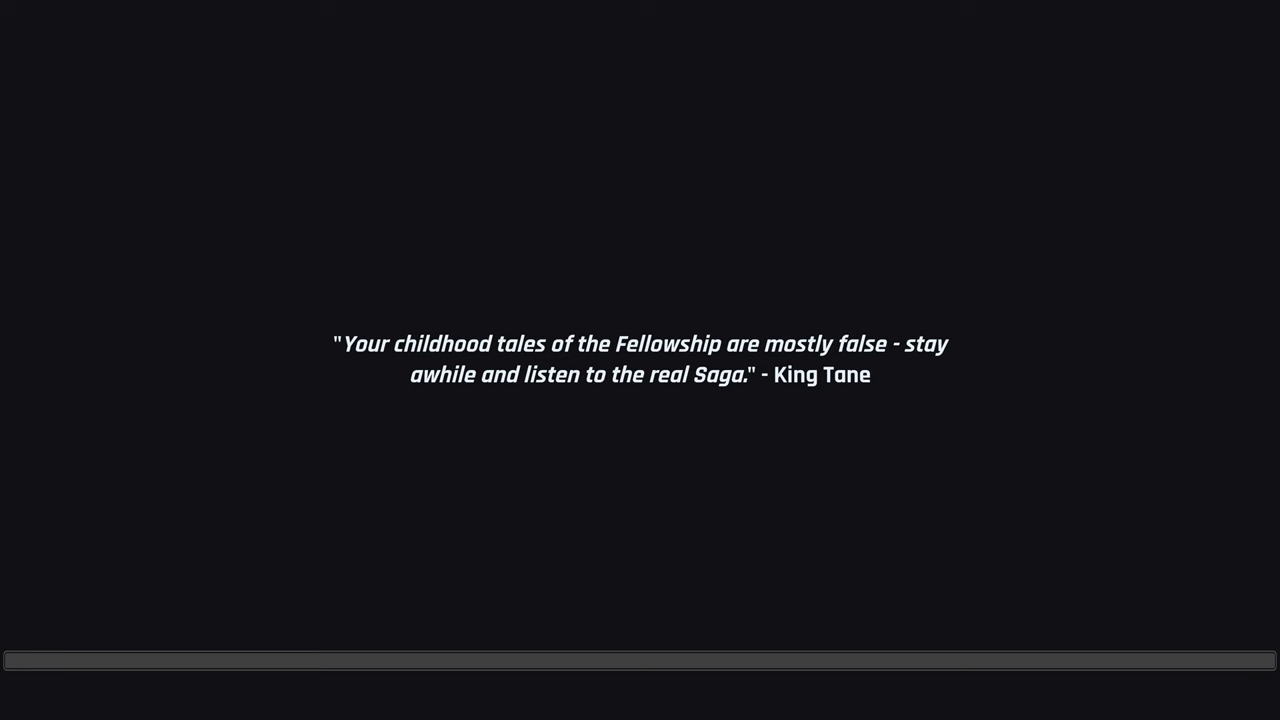 "Your childhood tales of the Fellowship are mostly false - stay
awhile and listen to the real Saga." - King Tane